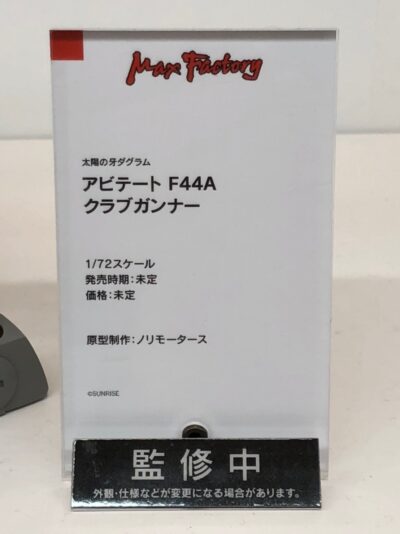 Max Factory
太陽の牙ダグラム
アビテート F44A
クラブガンナー
1/72スケール
発売時期:未定
価格:未定
原型制作:ノリモータース
©SUNRISE
監修中
外観・仕様などが変更になる場合があります。